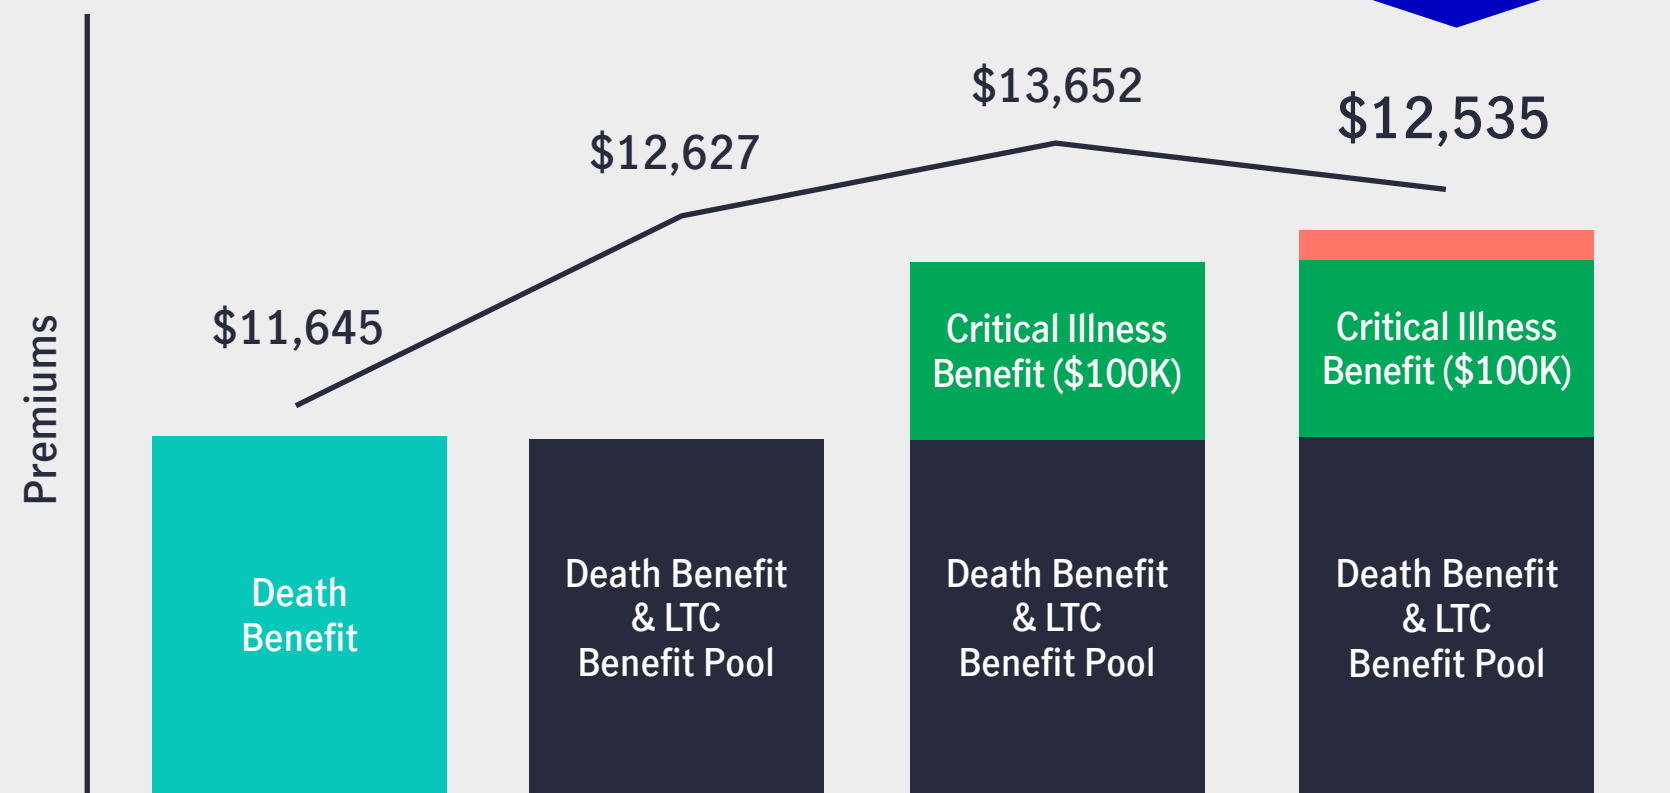 Premiums
$11,645
$12,627
$13,652
$12,535
Death
Benefit
Death Benefit
& LTC
Benefit Pool
Critical Illness
Benefit ($100K)
Death Benefit
& LTC
Benefit Pool
Critical Illness
Benefit ($100K)
Death Benefit
& LTC
Benefit Pool